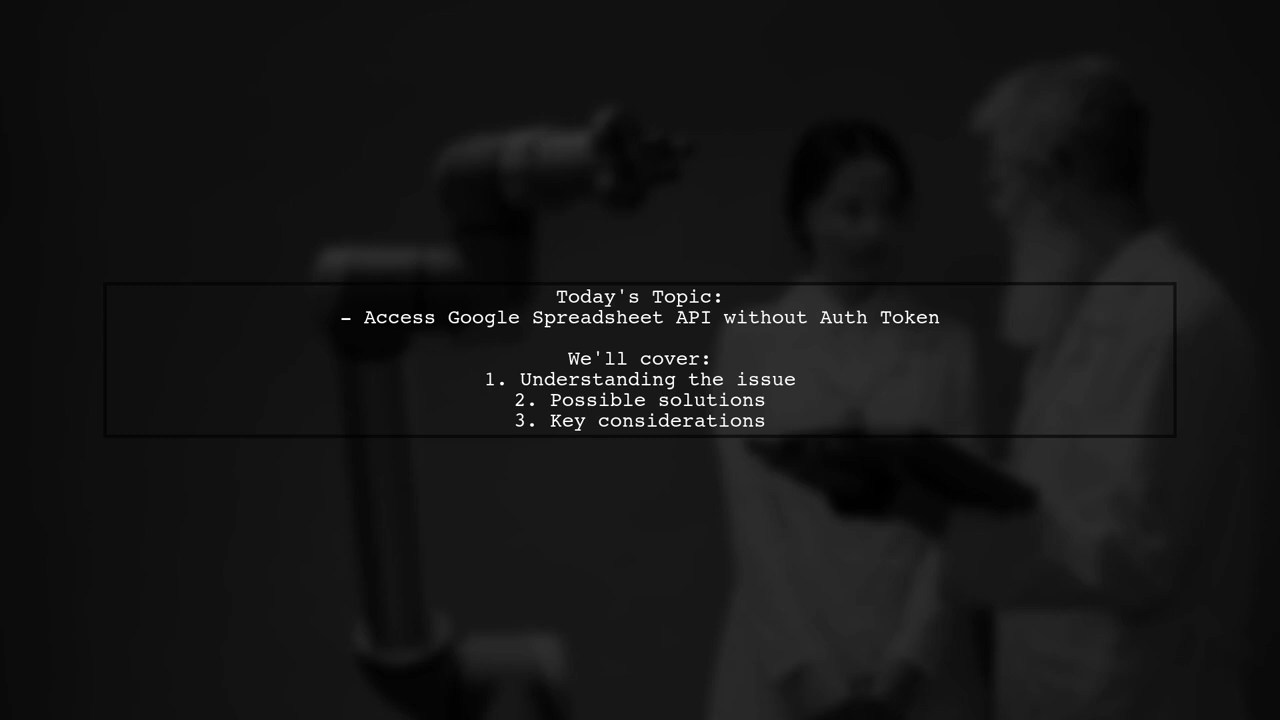 Today's Topic:
- Access Google Spreadsheet API without Auth Token
We'll cover:
1. Understanding the issue
2. Possible solutions
3. Key considerations